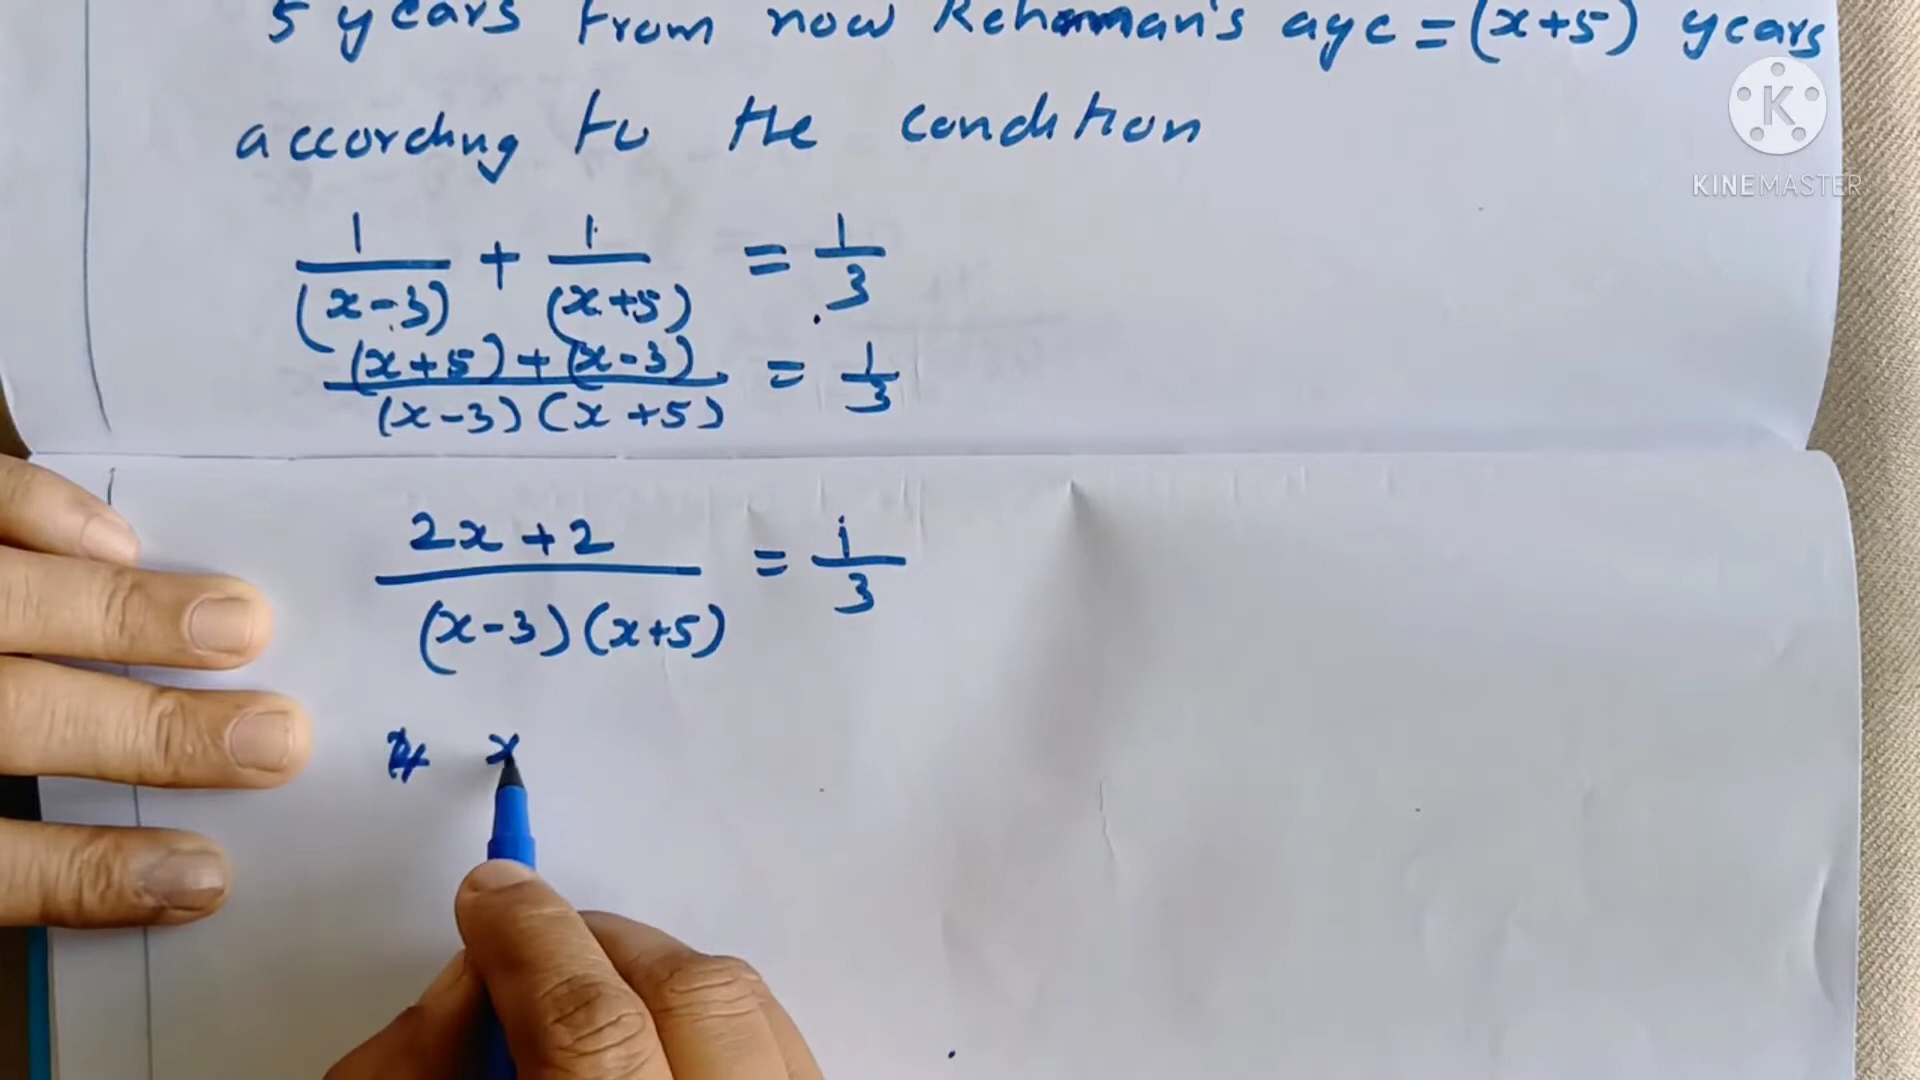 5 years from now Rehman's age = (x+5) years
K
KINEMASTER
according to the condition
1/(x-3) + 1/(x+5) = 1/3
(x+5)+(x-3)/(x-3)(x+5) = 1/3
2x+2/(x-3)(x+5) = 1/3
x